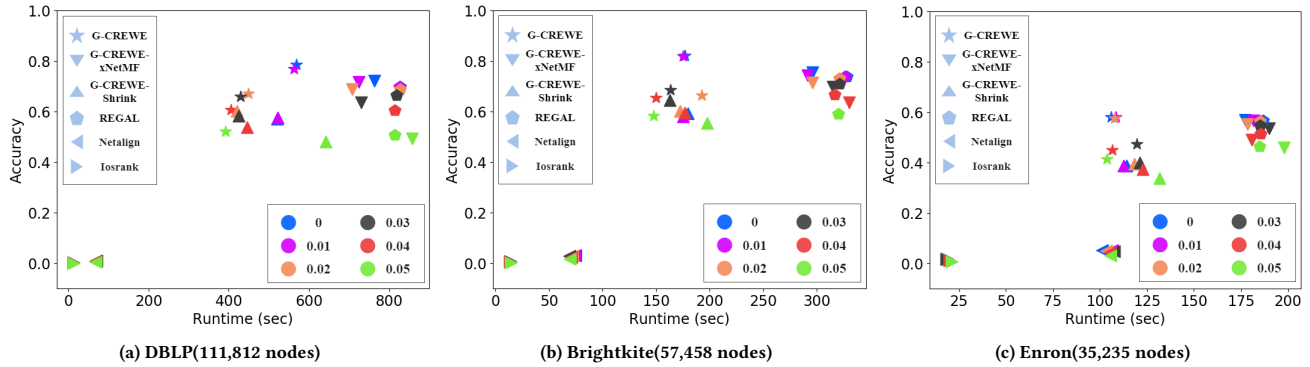 1.0
0.8
0.6
0.4
0.2
0.0
Accuracy
G-CREWE
G-CREWE-
xNetMF
G-CREWE-
Shrink
REGAL
Netalign
Iosrank
0 0.03
0.01 0.04
0.02 0.05
0 200 400 600 800
Runtime (sec)
(a) DBLP(111,812 nodes)
1.0
0.8
0.6
0.4
0.2
0.0
Accuracy
G-CREWE
G-CREWE-
xNetMF
G-CREWE-
Shrink
REGAL
Netalign
Iosrank
0 0.03
0.01 0.04
0.02 0.05
0 50 100 150 200 250 300
Runtime (sec)
(b) Brightkite(57,458 nodes)
1.0
0.8
0.6
0.4
0.2
0.0
Accuracy
G-CREWE
G-CREWE-
xNetMF
G-CREWE-
Shrink
REGAL
Netalign
Iosrank
0 0.03
0.01 0.04
0.02 0.05
25 50 75 100 125 150 175 200
Runtime (sec)
(c) Enron(35,235 nodes)